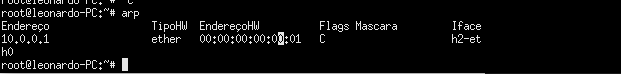 root@leonardo-PC:~# arp
Endereço TipoHW EndereçoHW Flags Mascara Iface
10.0.0.1 ether 00:00:00:00:00:01 C h2-et
h0
root@leonardo-PC:~#